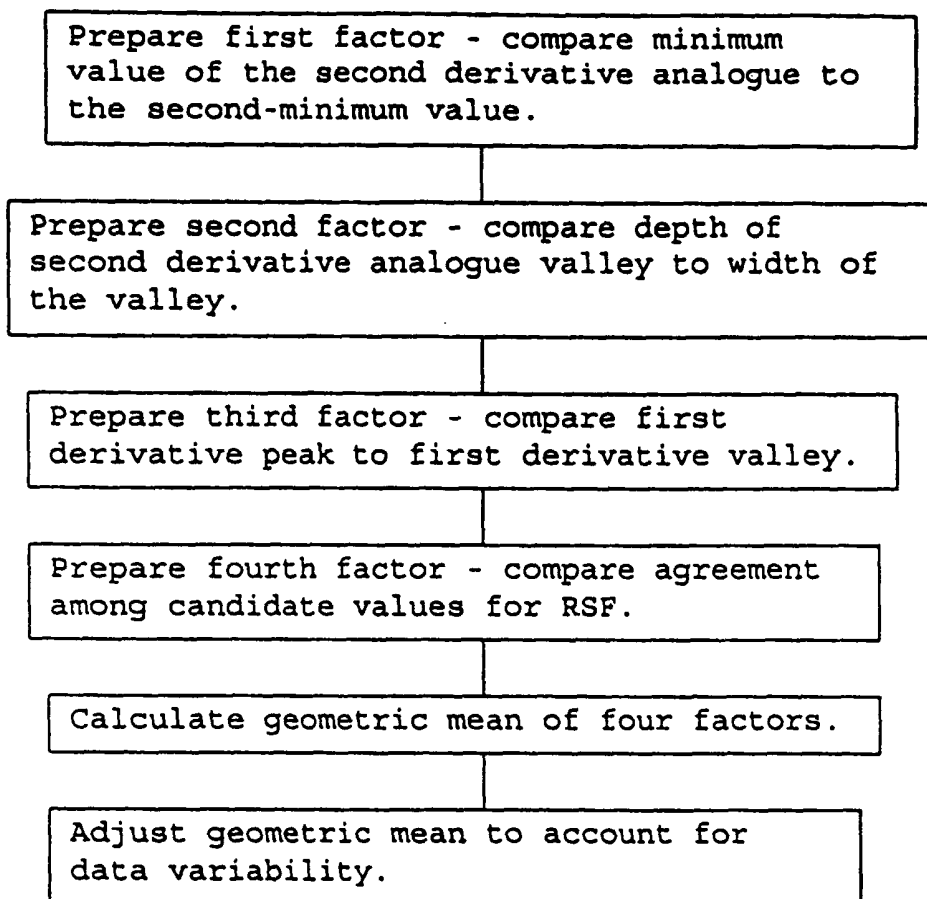 Prepare first factor - compare minimum
value of the second derivative analogue to
the second-minimum value.
Prepare second factor - compare depth of
second derivative analogue valley to width of
the valley.
Prepare third factor - compare first
derivative peak to first derivative valley.
Prepare fourth factor - compare agreement
among candidate values for RSF.
Calculate geometric mean of four factors.
Adjust geometric mean to account for
data variability.